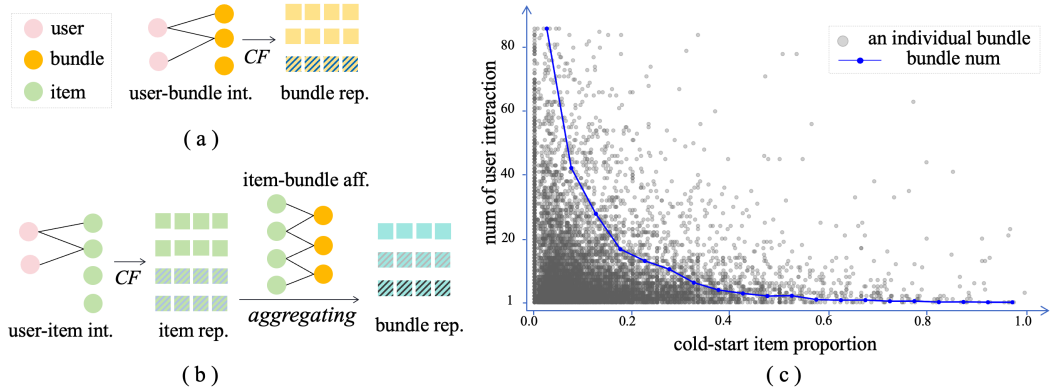 user
bundle
item
CF
user-bundle int.
bundle rep.
( a )
item-bundle aff.
CF
aggregating
user-item int.
item rep.
bundle rep.
( b )
an individual bundle
bundle num
num of user interaction
80
60
40
20
1
0.0
0.2
0.4
0.6
0.8
1.0
cold-start item proportion
( c )